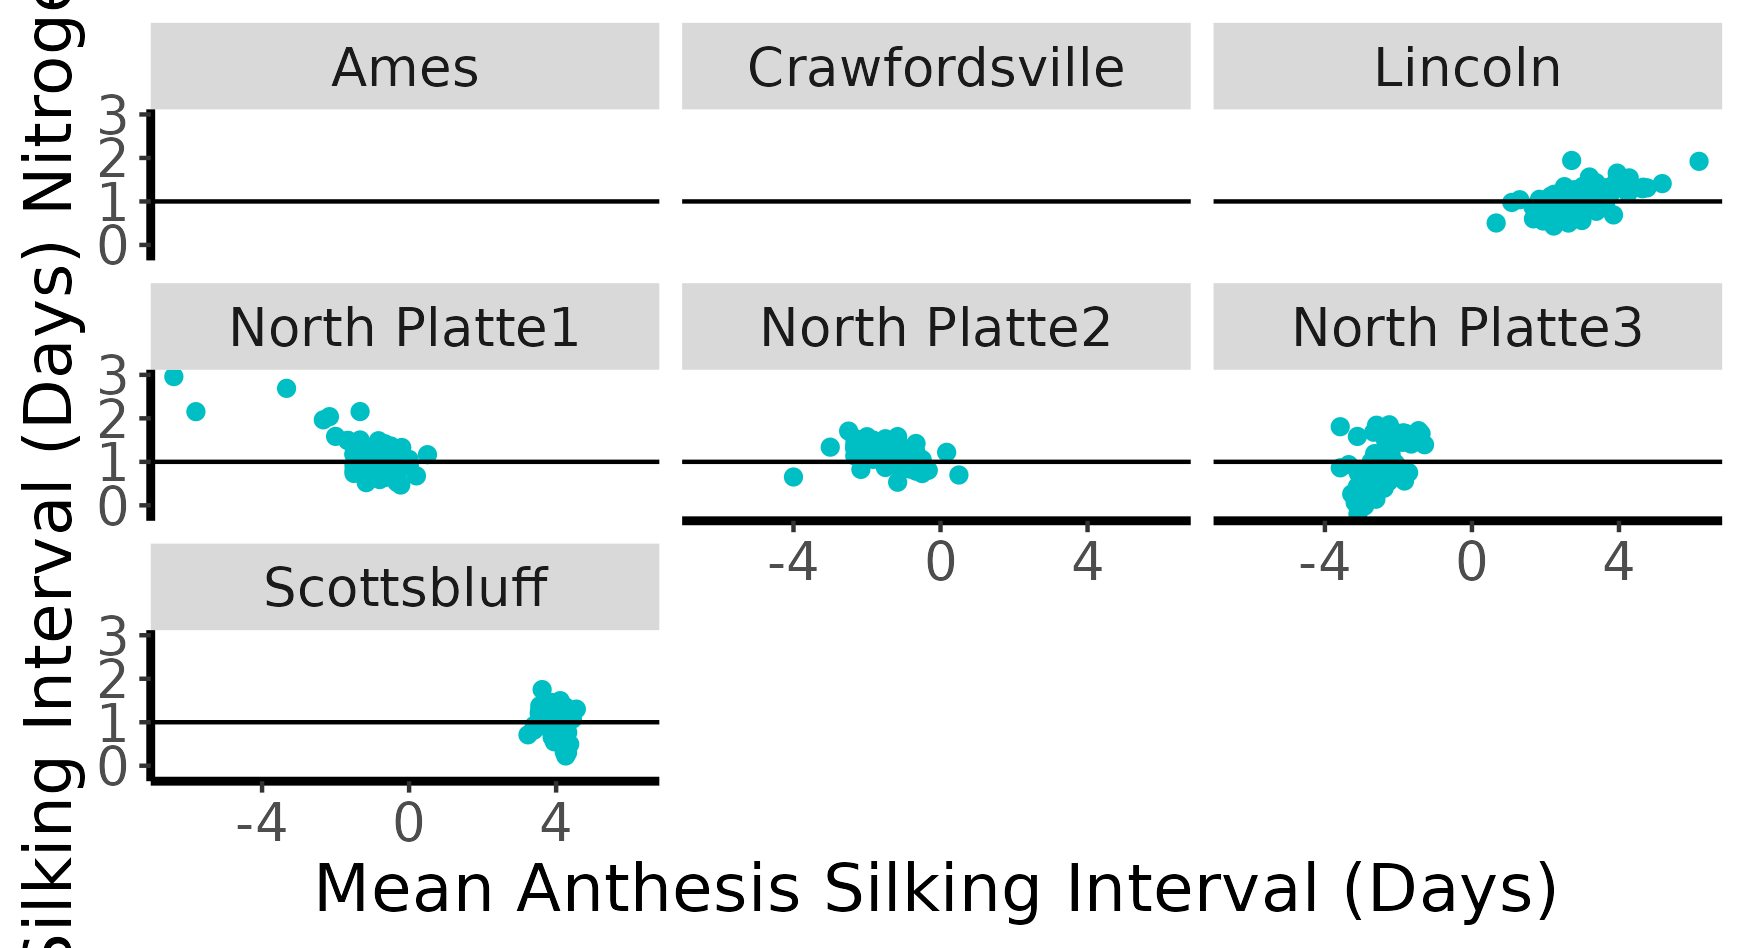 Silking Interval (Days) Nitroge
Ames
Crawfordsville
Lincoln
3
2
1
0
North Platte1
North Platte2
North Platte3
3
2
1
0
-4 0 4
-4 0 4
Scottsbluff
3
2
1
0
-4 0 4
Mean Anthesis Silking Interval (Days)